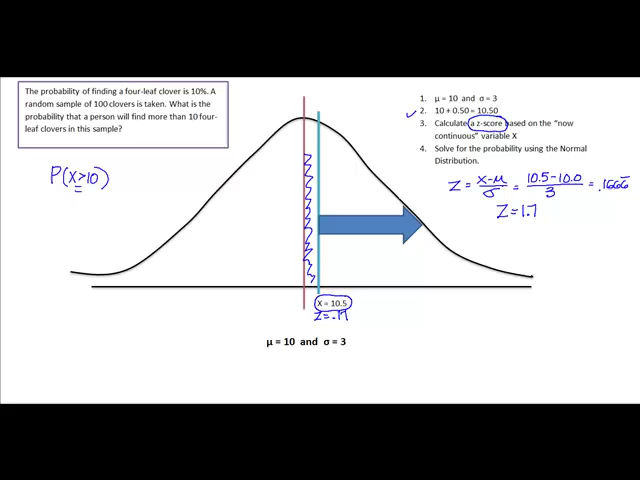 The probability of finding a four-leaf clover is 10%. A
random sample of 100 clovers is taken. What is the
probability that a person will find more than 10 four-
leaf clovers in this sample?
P(X>10)
1. μ = 10 and σ = 3
2. 10 + 0.50 = 10.50
3. Calculate a z-score based on the “now
continuous” variable X
4. Solve for the probability using the Normal
Distribution.
Z = X-μ/σ = 10.5-10.0/3 = .1666
Z = 1.7
X = 10.5
Z=.17
μ = 10 and σ = 3